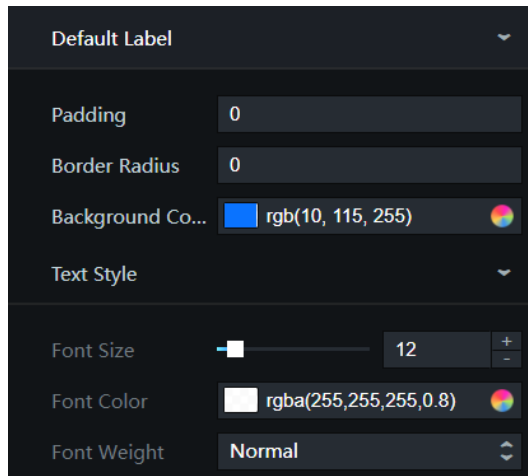 Default Label
Padding 0
Border Radius 0
Background Co... rgb(10, 115, 255)
Text Style
Font Size 12 + -
Font Color rgba(255,255,255,0.8)
Font Weight Normal